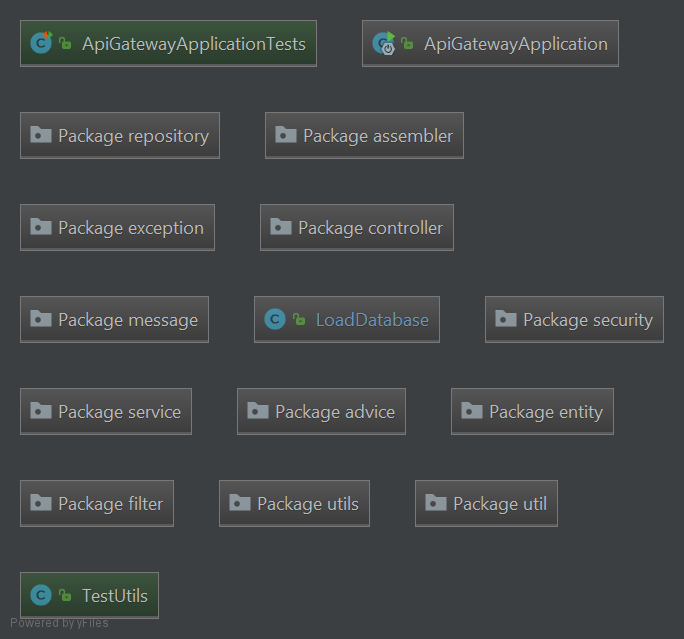 ApiGatewayApplicationTests
ApiGatewayApplication
Package repository
Package assembler
Package exception
Package controller
Package message
LoadDatabase
Package security
Package service
Package advice
Package entity
Package filter
Package utils
Package util
TestUtils
Powered by yFiles